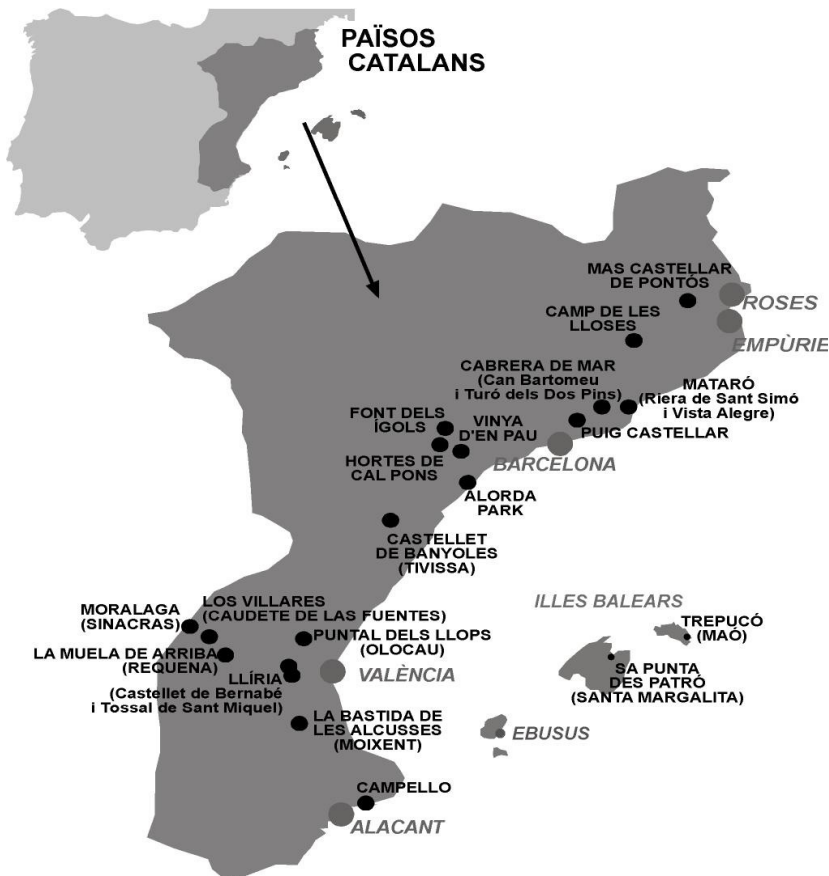 PAÏSOS
CATALANS
MAS CASTELLAR
DE PONTÓS
ROSES
CAMP DE LES
LLOSES
EMPÙRIE
CABRERA DE MAR
(Can Bartomeu
i Turó dels Dos Pins)
MATARÓ
(Riera de Sant Simó
i Vista Alegre)
FONT DELS
ÍGOLS
VINYA
D'EN PAU
PUIG CASTELLAR
HORTES DE
CAL PONS
BARCELONA
ALORDA
PARK
CASTELLET
DE BANYOLES
(TIVISSA)
MORALAGA
(SINACRAS)
LOS VILLARES
(CAUDETE DE LAS FUENTES)
ILLES BALEARS
TREPUCÓ
(MAÓ)
LA MUELA DE ARRIBA
(REQUENA)
PUNTAL DELS LLOPS
(OLOCAU)
LLÍRIA
(Castellet de Bernabé
i Tossal de Sant Miquel)
VALÈNCIA
SA PUNTA
DES PATRÓ
(SANTA MARGALITA)
LA BASTIDA DE
LES ALCUSSES
(MOIXENT)
EBUSUS
CAMPELLO
ALACANT